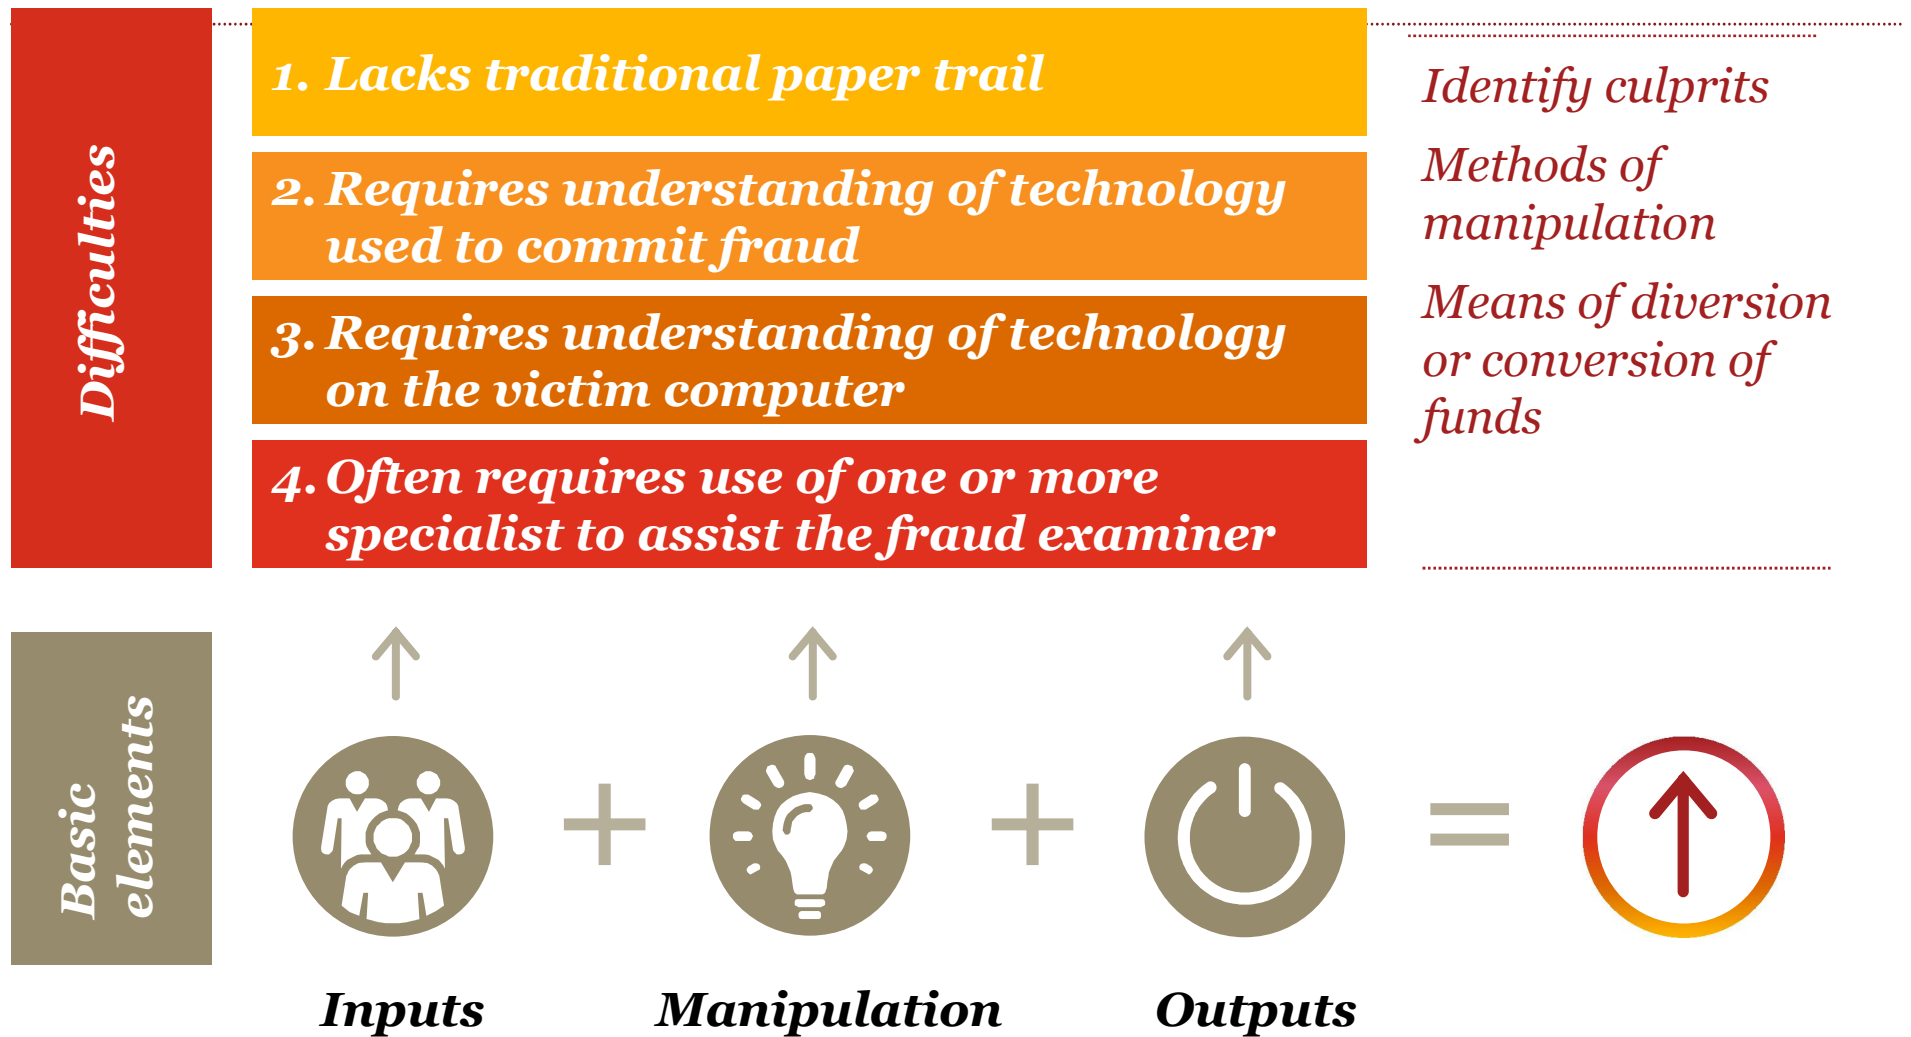 Difficulties
1. Lacks traditional paper trail
2. Requires understanding of technology
used to commit fraud
3. Requires understanding of technology
on the victim computer
4. Often requires use of one or more
specialist to assist the fraud examiner
Identify culprits
Methods of
manipulation
Means of diversion
or conversion of
funds
Basic
elements
Inputs
Manipulation
Outputs